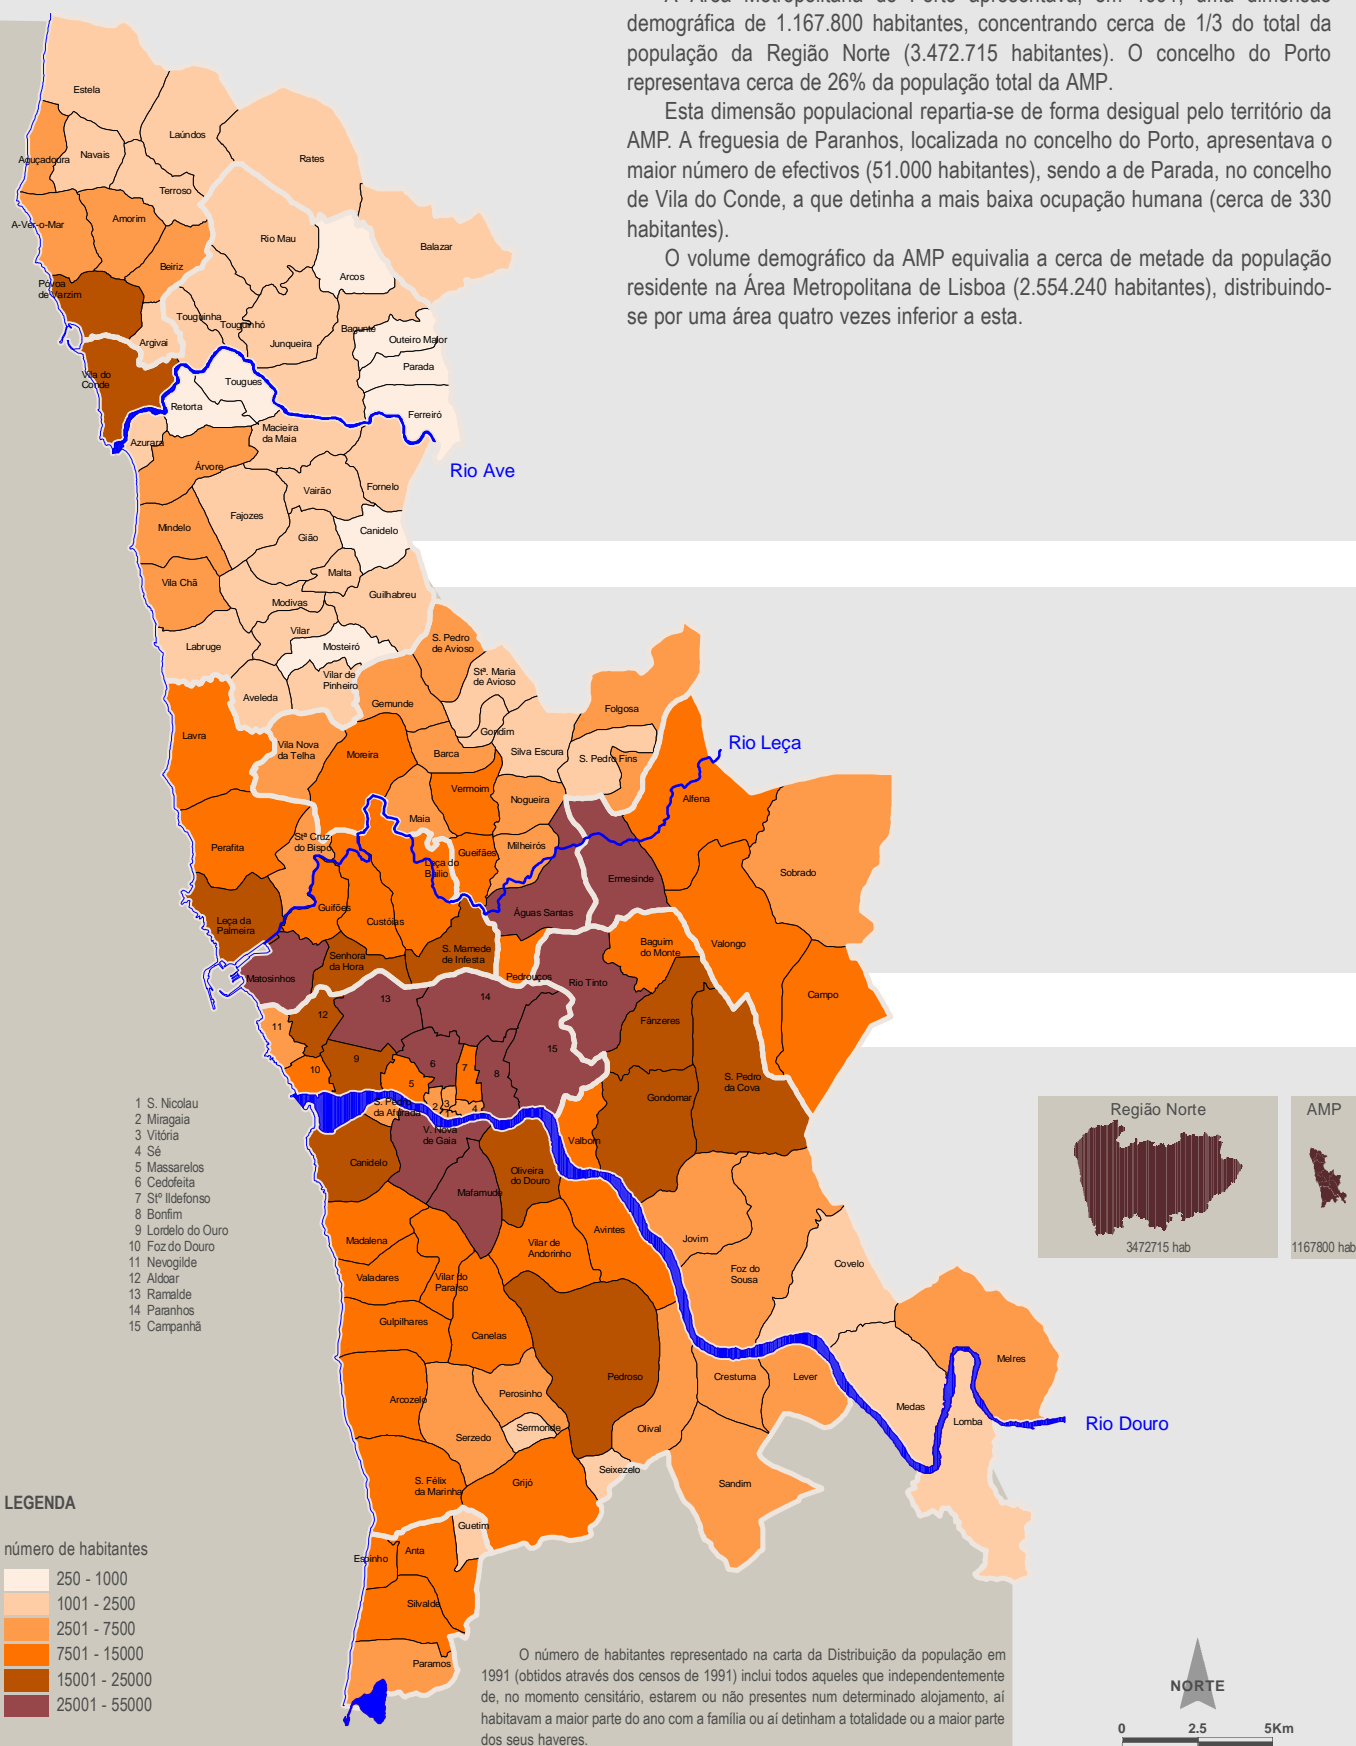 A Área Metropolitana do Porto apresentava, em 1991, uma dimensão
demográfica de 1.167.800 habitantes, concentrando cerca de 1/3 do total da
população da Região Norte (3.472.715 habitantes). O concelho do Porto
representava cerca de 26% da população total da AMP.
Esta dimensão populacional repartia-se de forma desigual pelo território da
AMP. A freguesia de Paranhos, localizada no concelho do Porto, apresentava o
maior número de efectivos (51.000 habitantes), sendo a de Parada, no concelho
de Vila do Conde, a que detinha a mais baixa ocupação humana (cerca de 330
habitantes).
O volume demográfico da AMP equivalia a cerca de metade da população
residente na Área Metropolitana de Lisboa (2.554.240 habitantes), distribuindo-
se por uma área quatro vezes inferior a esta.
Estela
Laúndos
Aguçadoura
Navais
Rates
Terroso
A-Ver-o-Mar
Amorim
Rio Mau
Balazar
Beiriz
Arcos
Póvoa
de Varzim
Touguinha
Touguinhó
Bagunte
Argivai
Junqueira
Outeiro Maior
Parada
Vila do
Conde
Tougues
Retorta
Ferreiró
Macieira
da Maia
Azurara
Rio Ave
Árvore
Vairão
Fornelo
Fajozes
Mindelo
Canidelo
Gião
Malta
Vila Chã
Modivas
Guilhabreu
Vilar
Labruge
Mosteiró
S. Pedro
de Avioso
Vilar de
Pinheiro
Stª. Maria
de Avioso
Aveleda
Gemunde
Folgosa
Lavra
Gondim
Vila Nova
da Telha
Moreira
Barca
Silva Escura
S. Pedro Fins
Rio Leça
Vermoim
Nogueira
Alfena
Maia
Stª Cruz
do Bispo
Perafita
Gueifães
Milheirós
Leça do
Balio
Sobrado
Ermesinde
Guifões
Águas Santas
Leça da
Palmeira
Custóias
Senhora
da Hora
S. Mamede
de Infesta
Baguim
do Monte
Valongo
Matosinhos
Pedrouços
Rio Tinto
Campo
13
14
12
11
Fânzeres
15
9
6
7
8
10
5
S. Pedro
da Cova
Gondomar
1 S. Nicolau
2 Miragaia
3 Vitória
4 Sé
5 Massarelos
6 Cedofeita
7 Stº Ildefonso
8 Bonfim
9 Lordelo do Ouro
10 Foz do Douro
11 Nevogilde
12 Aldoar
13 Ramalde
14 Paranhos
15 Campanhã
S. Pedro
da Afurada
2
3
1
4
V. Nova
de Gaia
Valbom
Canidelo
Oliveira
do Douro
Mafamude
Região Norte
3472715 hab
AMP
1167800 hab
Madalena
Vilar de
Andorinho
Avintes
Jovim
Valadares
Vilar do
Paraíso
Foz do
Sousa
Covelo
Gulpilhares
Canelas
Melres
Pedroso
Crestuma
Lever
Arcozelo
Perosinho
Medas
Sermonde
Olival
Lomba
Rio Douro
Serzedo
Seixezelo
S. Félix
da Marinha
Grijó
Sandim
Guetim
Espinho
Anta
Silvalde
Paramos
LEGENDA
número de habitantes
250 - 1000
1001 - 2500
2501 - 7500
7501 - 15000
15001 - 25000
25001 - 55000
O número de habitantes representado na carta da Distribuição da população em
1991 (obtidos através dos censos de 1991) inclui todos aqueles que independentemente
de, no momento censitário, estarem ou não presentes num determinado alojamento, aí
habitavam a maior parte do ano com a família ou aí detinham a totalidade ou a maior parte
dos seus haveres.
NORTE
0 2.5 5Km